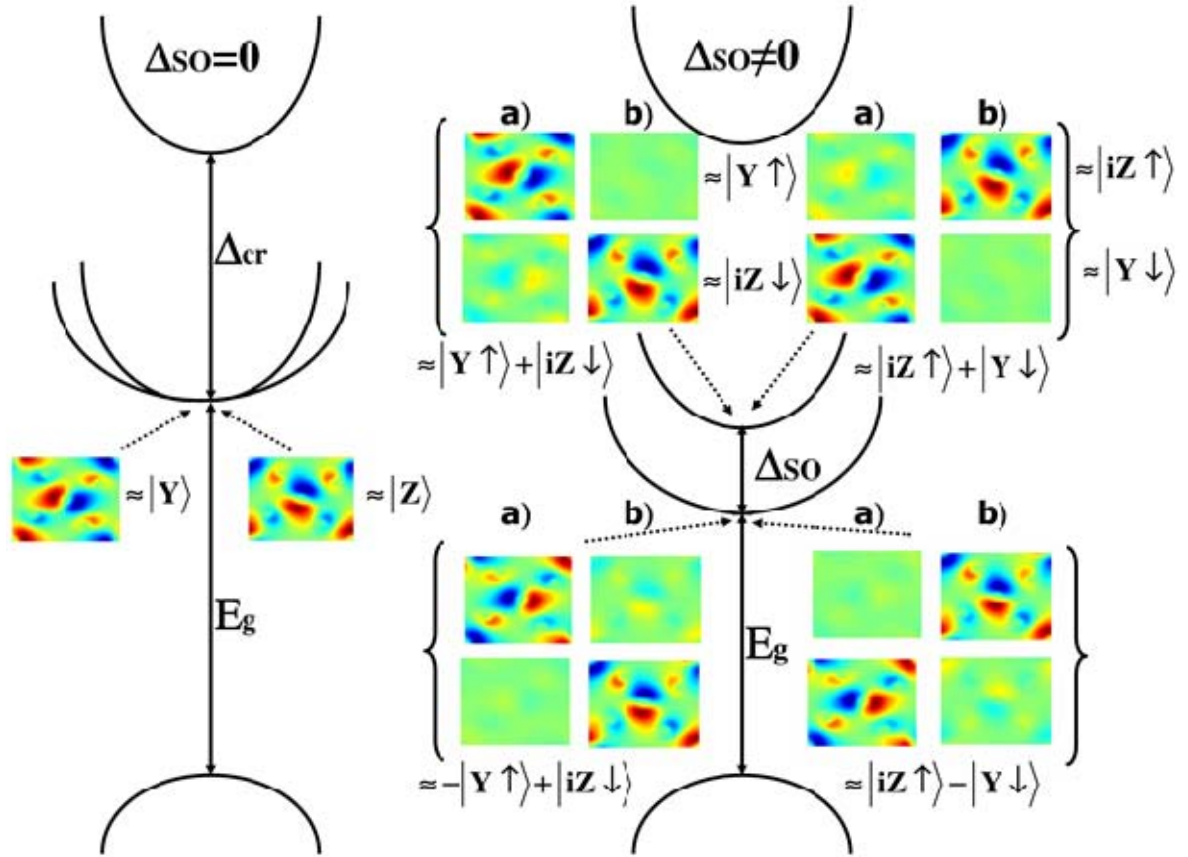 Δso=0
Δcr
≈|Y⟩
≈|Z⟩
Eg
Δso≠0
a) b) a) b)
≈|Y↑⟩ ≈|iZ↑⟩
≈|iZ↓⟩ ≈|Y↓⟩
≈|Y↑⟩+|iZ↓⟩ ≈|iZ↑⟩+|Y↓⟩
Δso
a) b) a) b)
Eg
≈-|Y↑⟩+|iZ↓⟩ ≈|iZ↑⟩-|Y↓⟩